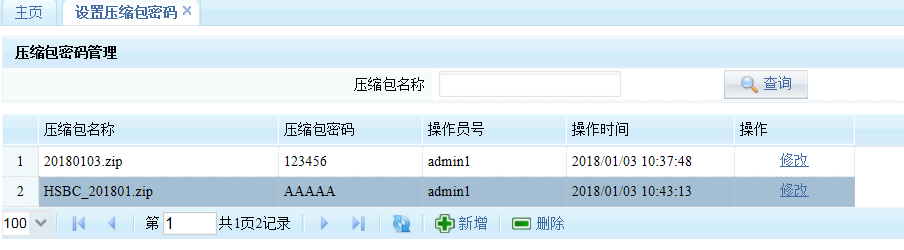 主页 设置压缩包密码
压缩包密码管理
压缩包名称 查询
压缩包名称 压缩包密码 操作员号 操作时间 操作
1 20180103.zip 123456 admin1 2018/01/03 10:37:48 修改
2 HSBC_201801.zip AAAAA admin1 2018/01/03 10:43:13 修改
100 第 1 共1页2记录 新增 删除